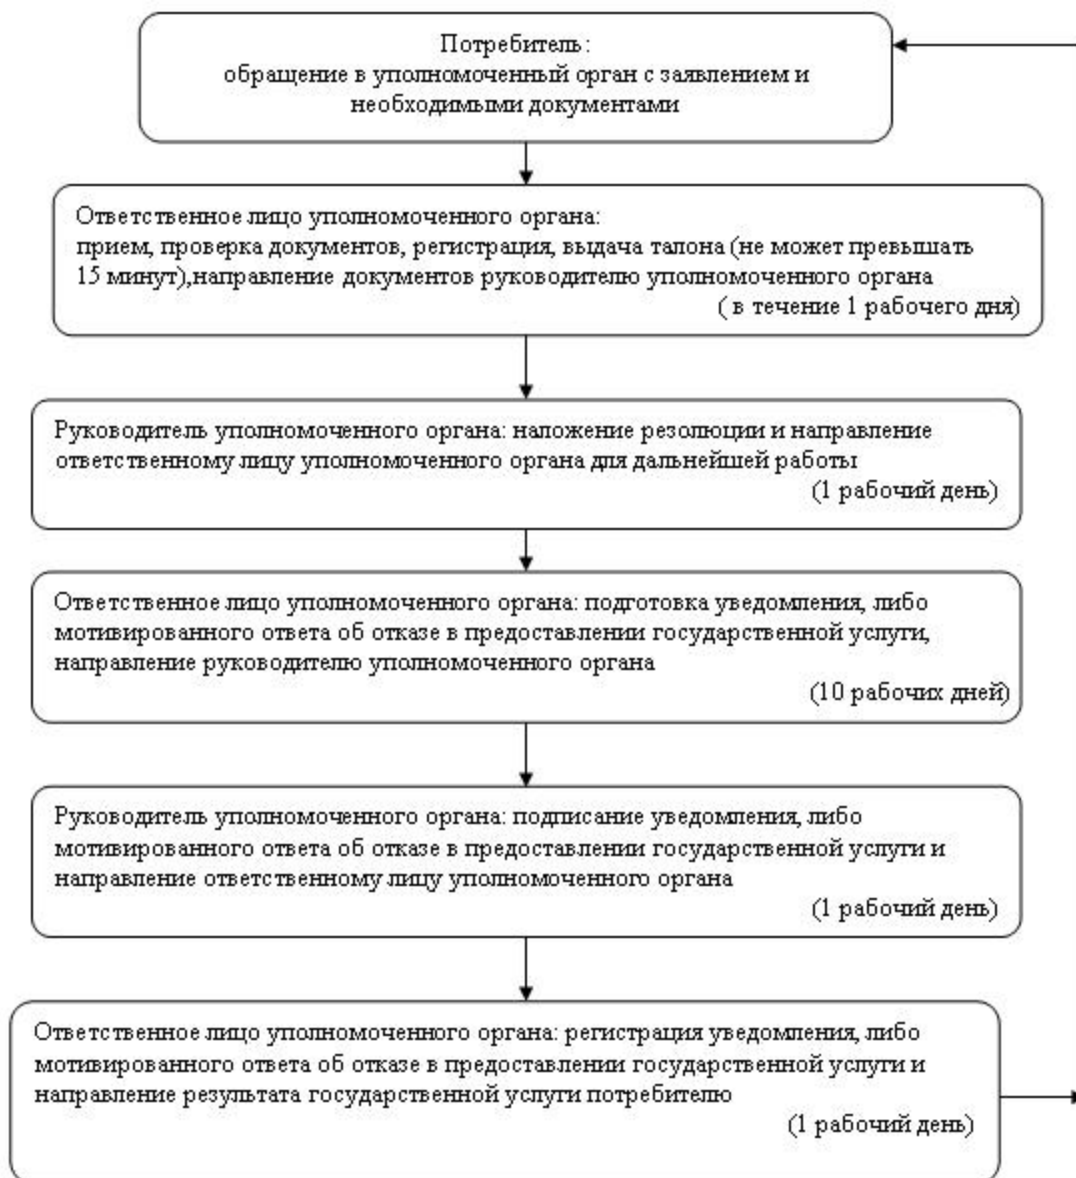 Потребитель:
обращение в уполномоченный орган с заявлением и
необходимыми документами
Ответственное лицо уполномоченного органа:
прием, проверка документов, регистрация, выдача талона (не может превышать
15 минут),направление документов руководителю уполномоченного органа
( в течение 1 рабочего дня)
Руководитель уполномоченного органа: наложение резолюции и направление
ответственному лицу уполномоченного органа для дальнейшей работы
(1 рабочий день)
Ответственное лицо уполномоченного органа: подготовка уведомления, либо
мотивированного ответа об отказе в предоставлении государственной услуги,
направление руководителю уполномоченного органа
(10 рабочих дней)
Руководитель уполномоченного органа: подписание уведомления, либо
мотивированного ответа об отказе в предоставлении государственной услуги и
направление ответственному лицу уполномоченного органа
(1 рабочий день)
Ответственное лицо уполномоченного органа: регистрация уведомления, либо
мотивированного ответа об отказе в предоставлении государственной услуги и
направление результата государственной услуги потребителю
(1 рабочий день)